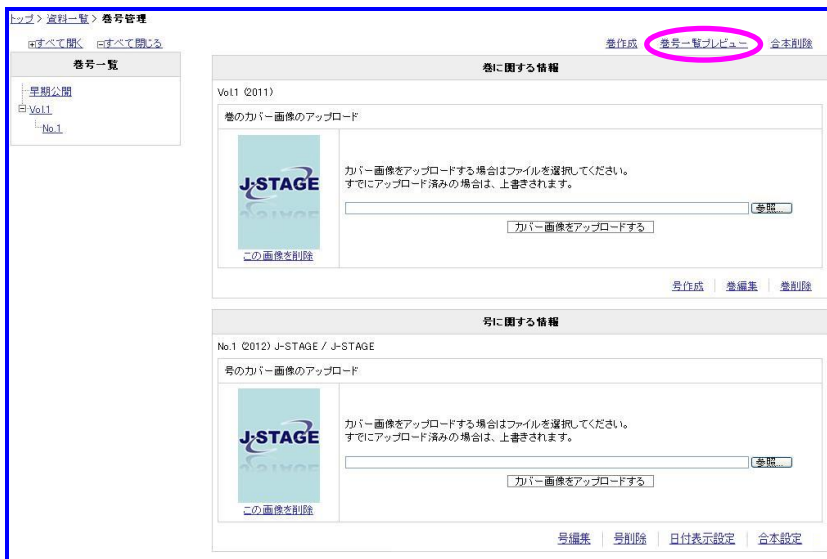 トップ > 資料一覧 > 巻号管理
すべて開く すべて閉じる
巻作成 巻号一覧プレビュー 合本削除
巻号一覧
早期公開
Vol.1
No.1
巻に関する情報
Vol.1 (2011)
巻のカバー画像のアップロード
J-STAGE
カバー画像をアップロードする場合はファイルを選択してください。
すでにアップロード済みの場合は、上書きされます。
参照...
カバー画像をアップロードする
この画像を削除
号作成 | 巻編集 | 巻削除
号に関する情報
No.1 (2012) J-STAGE / J-STAGE
号のカバー画像のアップロード
J-STAGE
カバー画像をアップロードする場合はファイルを選択してください。
すでにアップロード済みの場合は、上書きされます。
参照...
カバー画像をアップロードする
この画像を削除
号編集 | 号削除 | 日付表示設定 | 合本設定